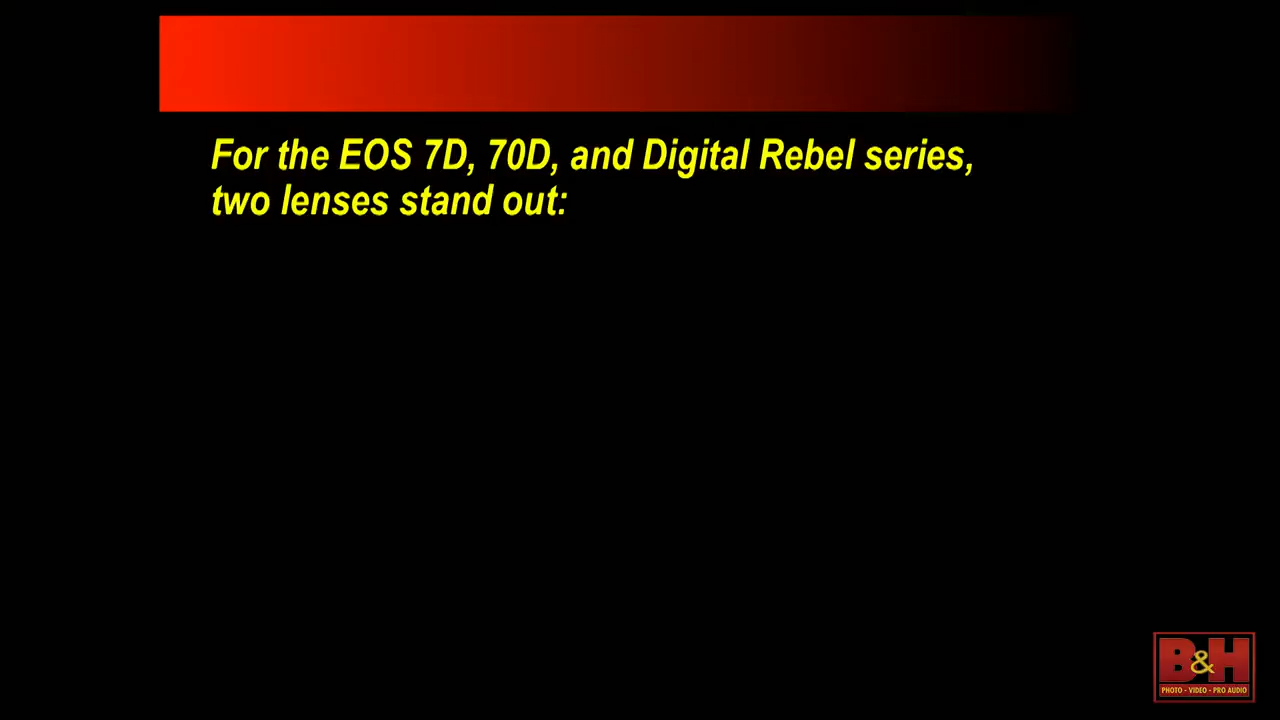 For the EOS 7D, 70D, and Digital Rebel series,
two lenses stand out:
B&H
PHOTO - VIDEO - PRO AUDIO